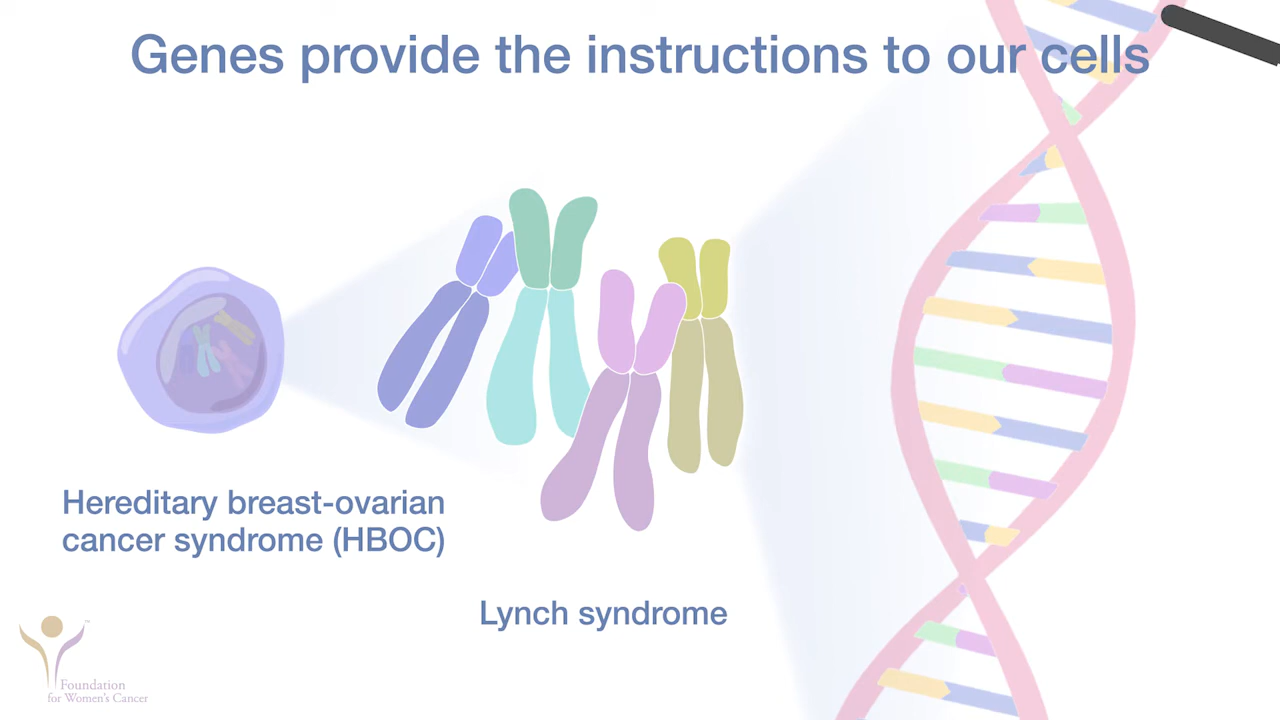 Genes provide the instructions to our cells
Hereditary breast-ovarian
cancer syndrome (HBOC)
Lynch syndrome
Foundation
for Women's Cancer